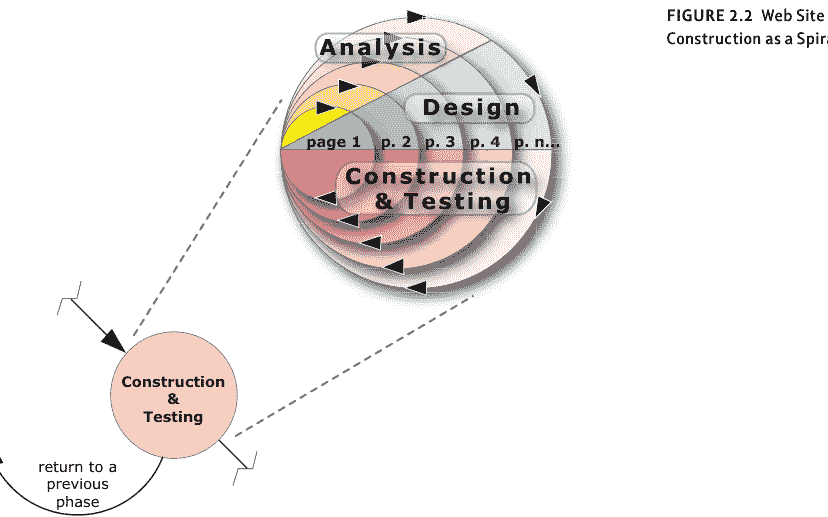 FIGURE 2.2 Web Site
Construction as a
Analysis
Design
page 1 p. 2 p. 3 p. 4 p. n...
Construction
& Testing
Construction
&
Testing
return to a
previous
phase